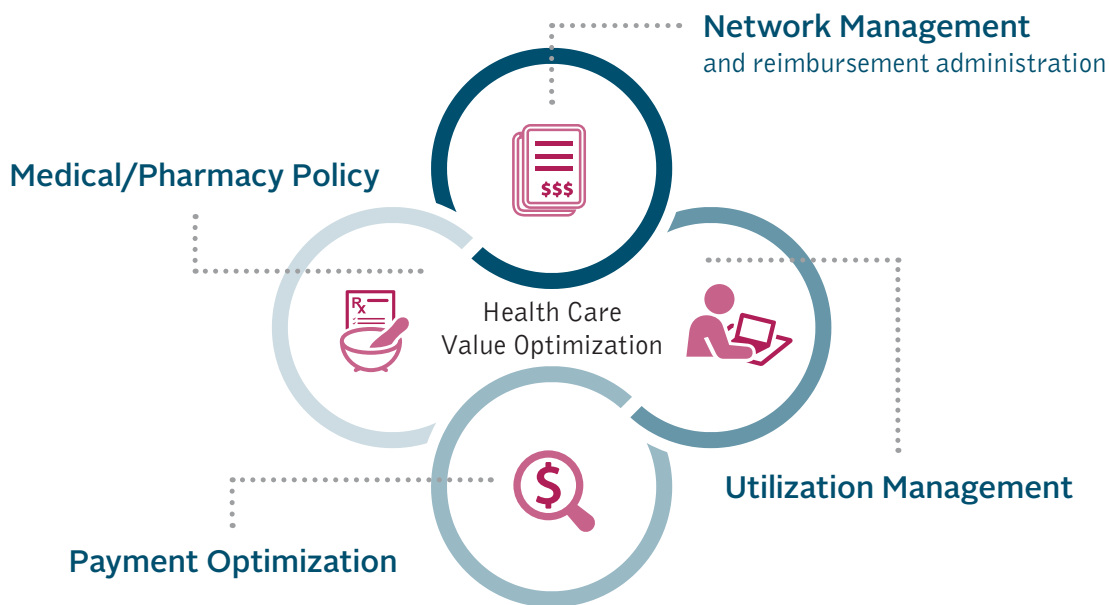 Network Management
and reimbursement administration
Medical/Pharmacy Policy
$$$
Rx
Health Care
Value Optimization
$
Utilization Management
Payment Optimization